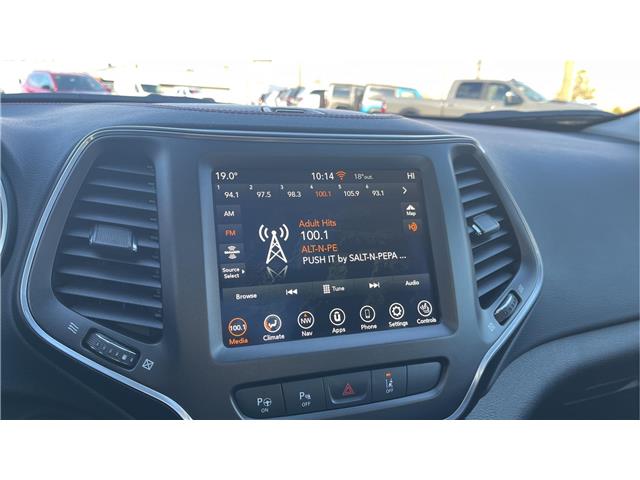 19.0° 10:14 18°out. HI
1 2 3 4 5 6
94.1 97.5 98.3 100.1 105.9 93.1
AM
FM
Source
Select
Adult Hits
100.1
ALT-N-PE
PUSH IT by SALT-N-PEPA ...
Map
Browse Tune Audio
100.1 NW
Media Climate Nav Apps Phone Settings Controls
P ON
P OFF
OFF